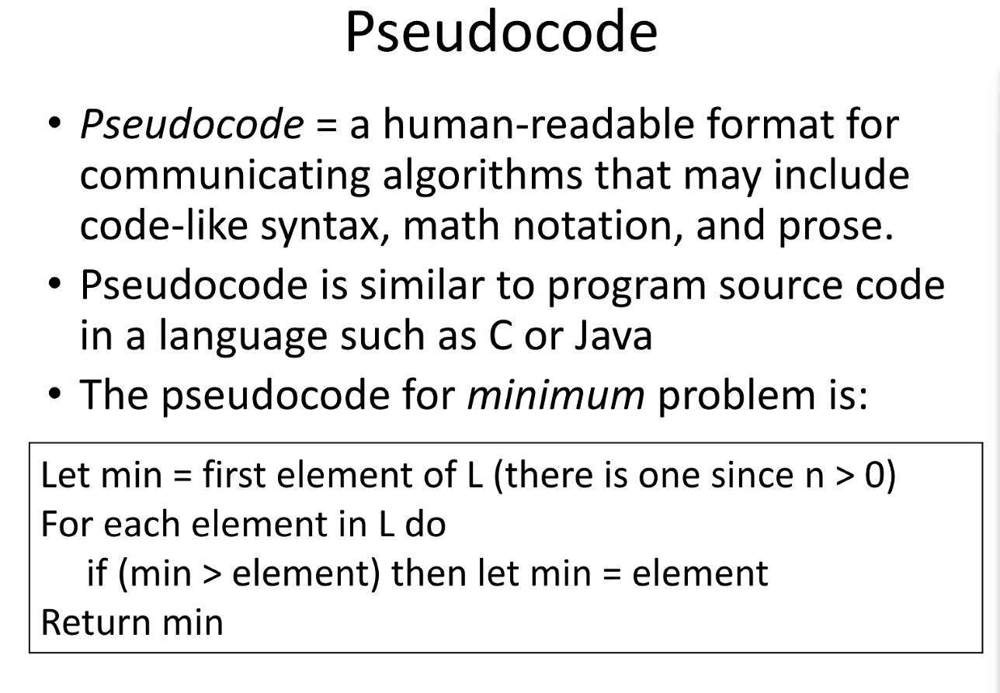 Pseudocode
• Pseudocode = a human-readable format for
communicating algorithms that may include
code-like syntax, math notation, and prose.
• Pseudocode is similar to program source code
in a language such as C or Java
• The pseudocode for minimum problem is:
Let min = first element of L (there is one since n > 0)
For each element in L do
if (min > element) then let min = element
Return min